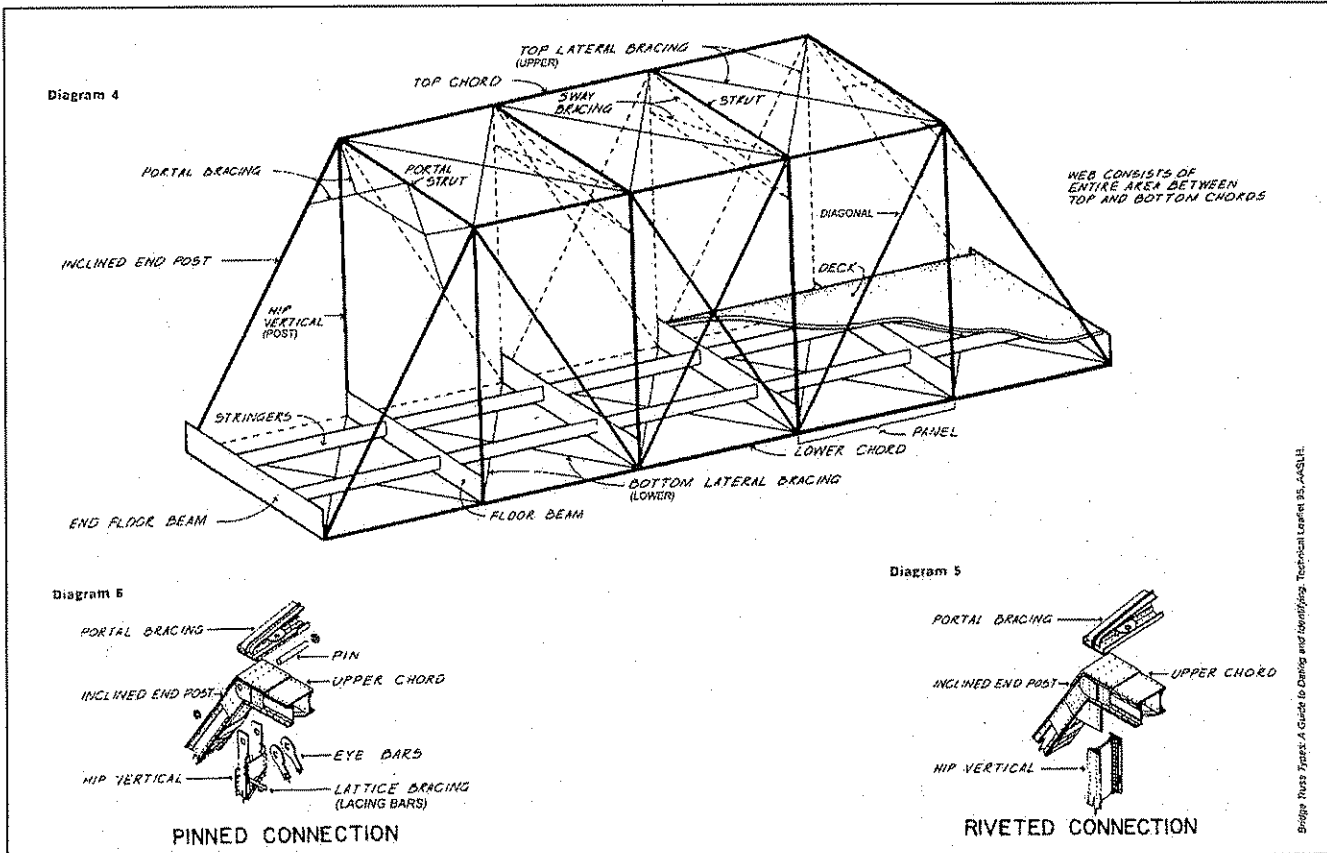 Diagram 4
TOP LATERAL BRACING
(UPPER)
TOP CHORD
SWAY
BRACING
STRUT
PORTAL BRACING
PORTAL
STRUT
WEB CONSISTS OF
ENTIRE AREA BETWEEN
TOP AND BOTTOM CHORDS
DIAGONAL
INCLINED END POST
DECK
HIP
VERTICAL
(POST)
STRINGERS
PANEL
LOWER CHORD
BOTTOM LATERAL BRACING
(LOWER)
FLOOR BEAM
END FLOOR BEAM
Diagram 6
PORTAL BRACING
PIN
UPPER CHORD
INCLINED END POST
EYE BARS
HIP VERTICAL
LATTICE BRACING
(LACING BARS)
PINNED CONNECTION
Diagram 5
PORTAL BRACING
UPPER CHORD
INCLINED END POST
HIP VERTICAL
RIVETED CONNECTION
Bridge Truss Types: A Guide to Dating and Identifying. Technical Leaflet 95, AASLH.